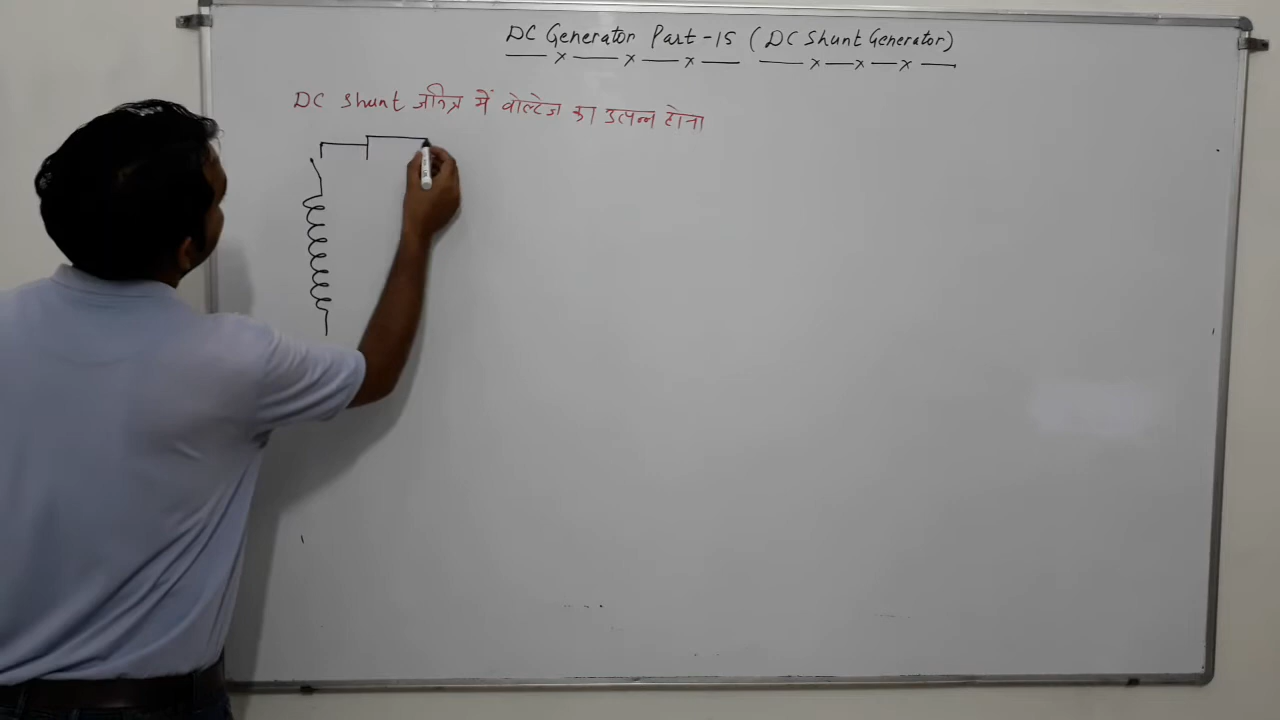 DC Generator Part-15 (DC Shunt Generator)
DC Shunt जनित्र में वोल्टेज का उत्पन्न होना